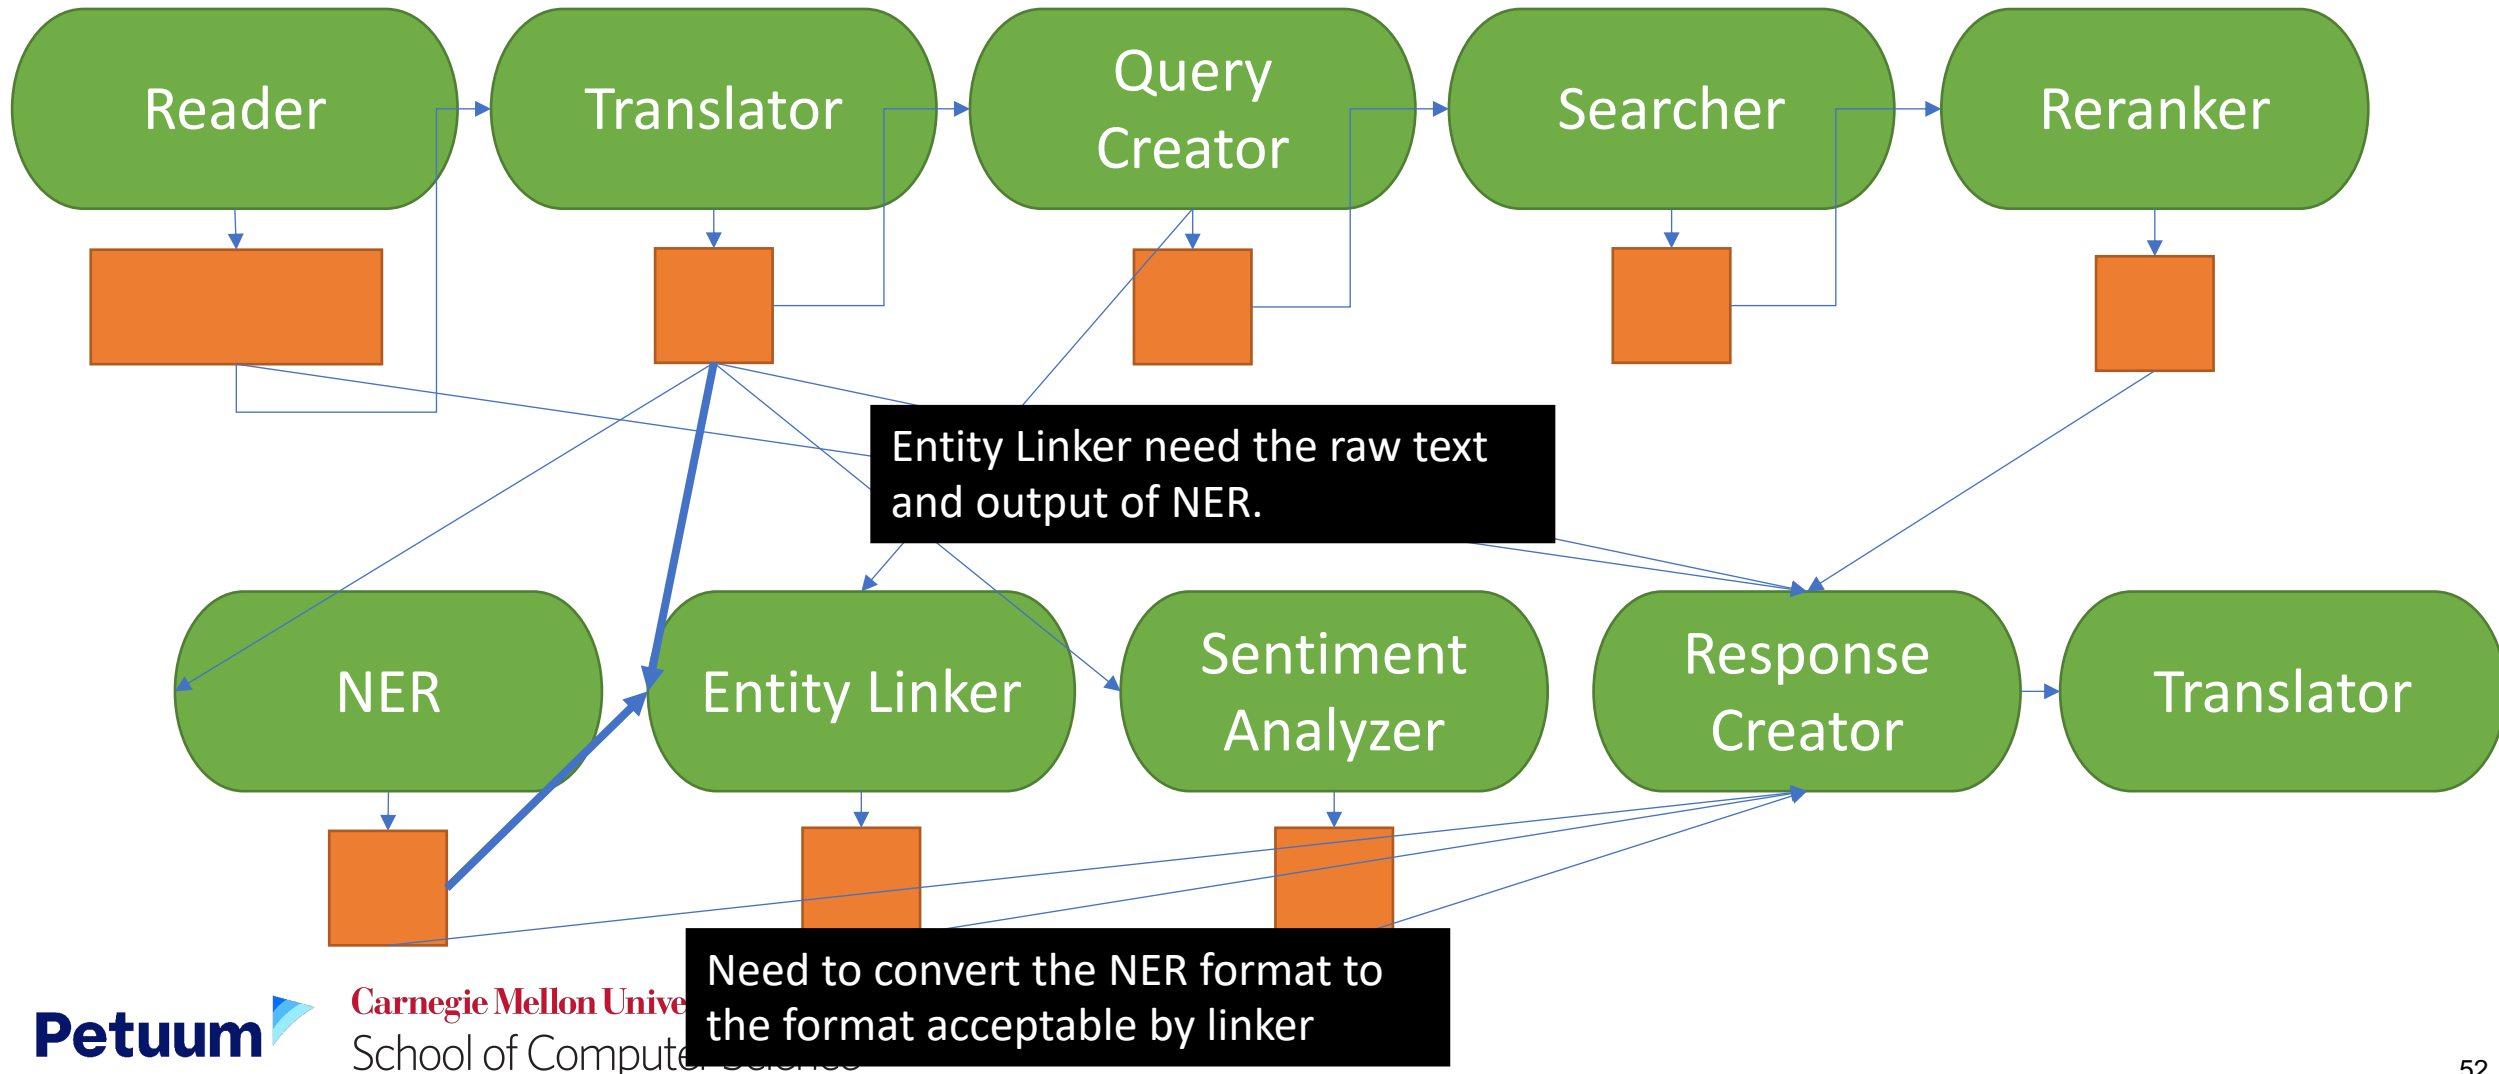 Reader
Translator
Query
Creator
Searcher
Reranker
Entity Linker need the raw text
and output of NER.
NER
Entity Linker
Sentiment
Analyzer
Response
Creator
Translator
Need to convert the NER format to
the format acceptable by linker
Petuum
Carnegie Mellon
School of
52